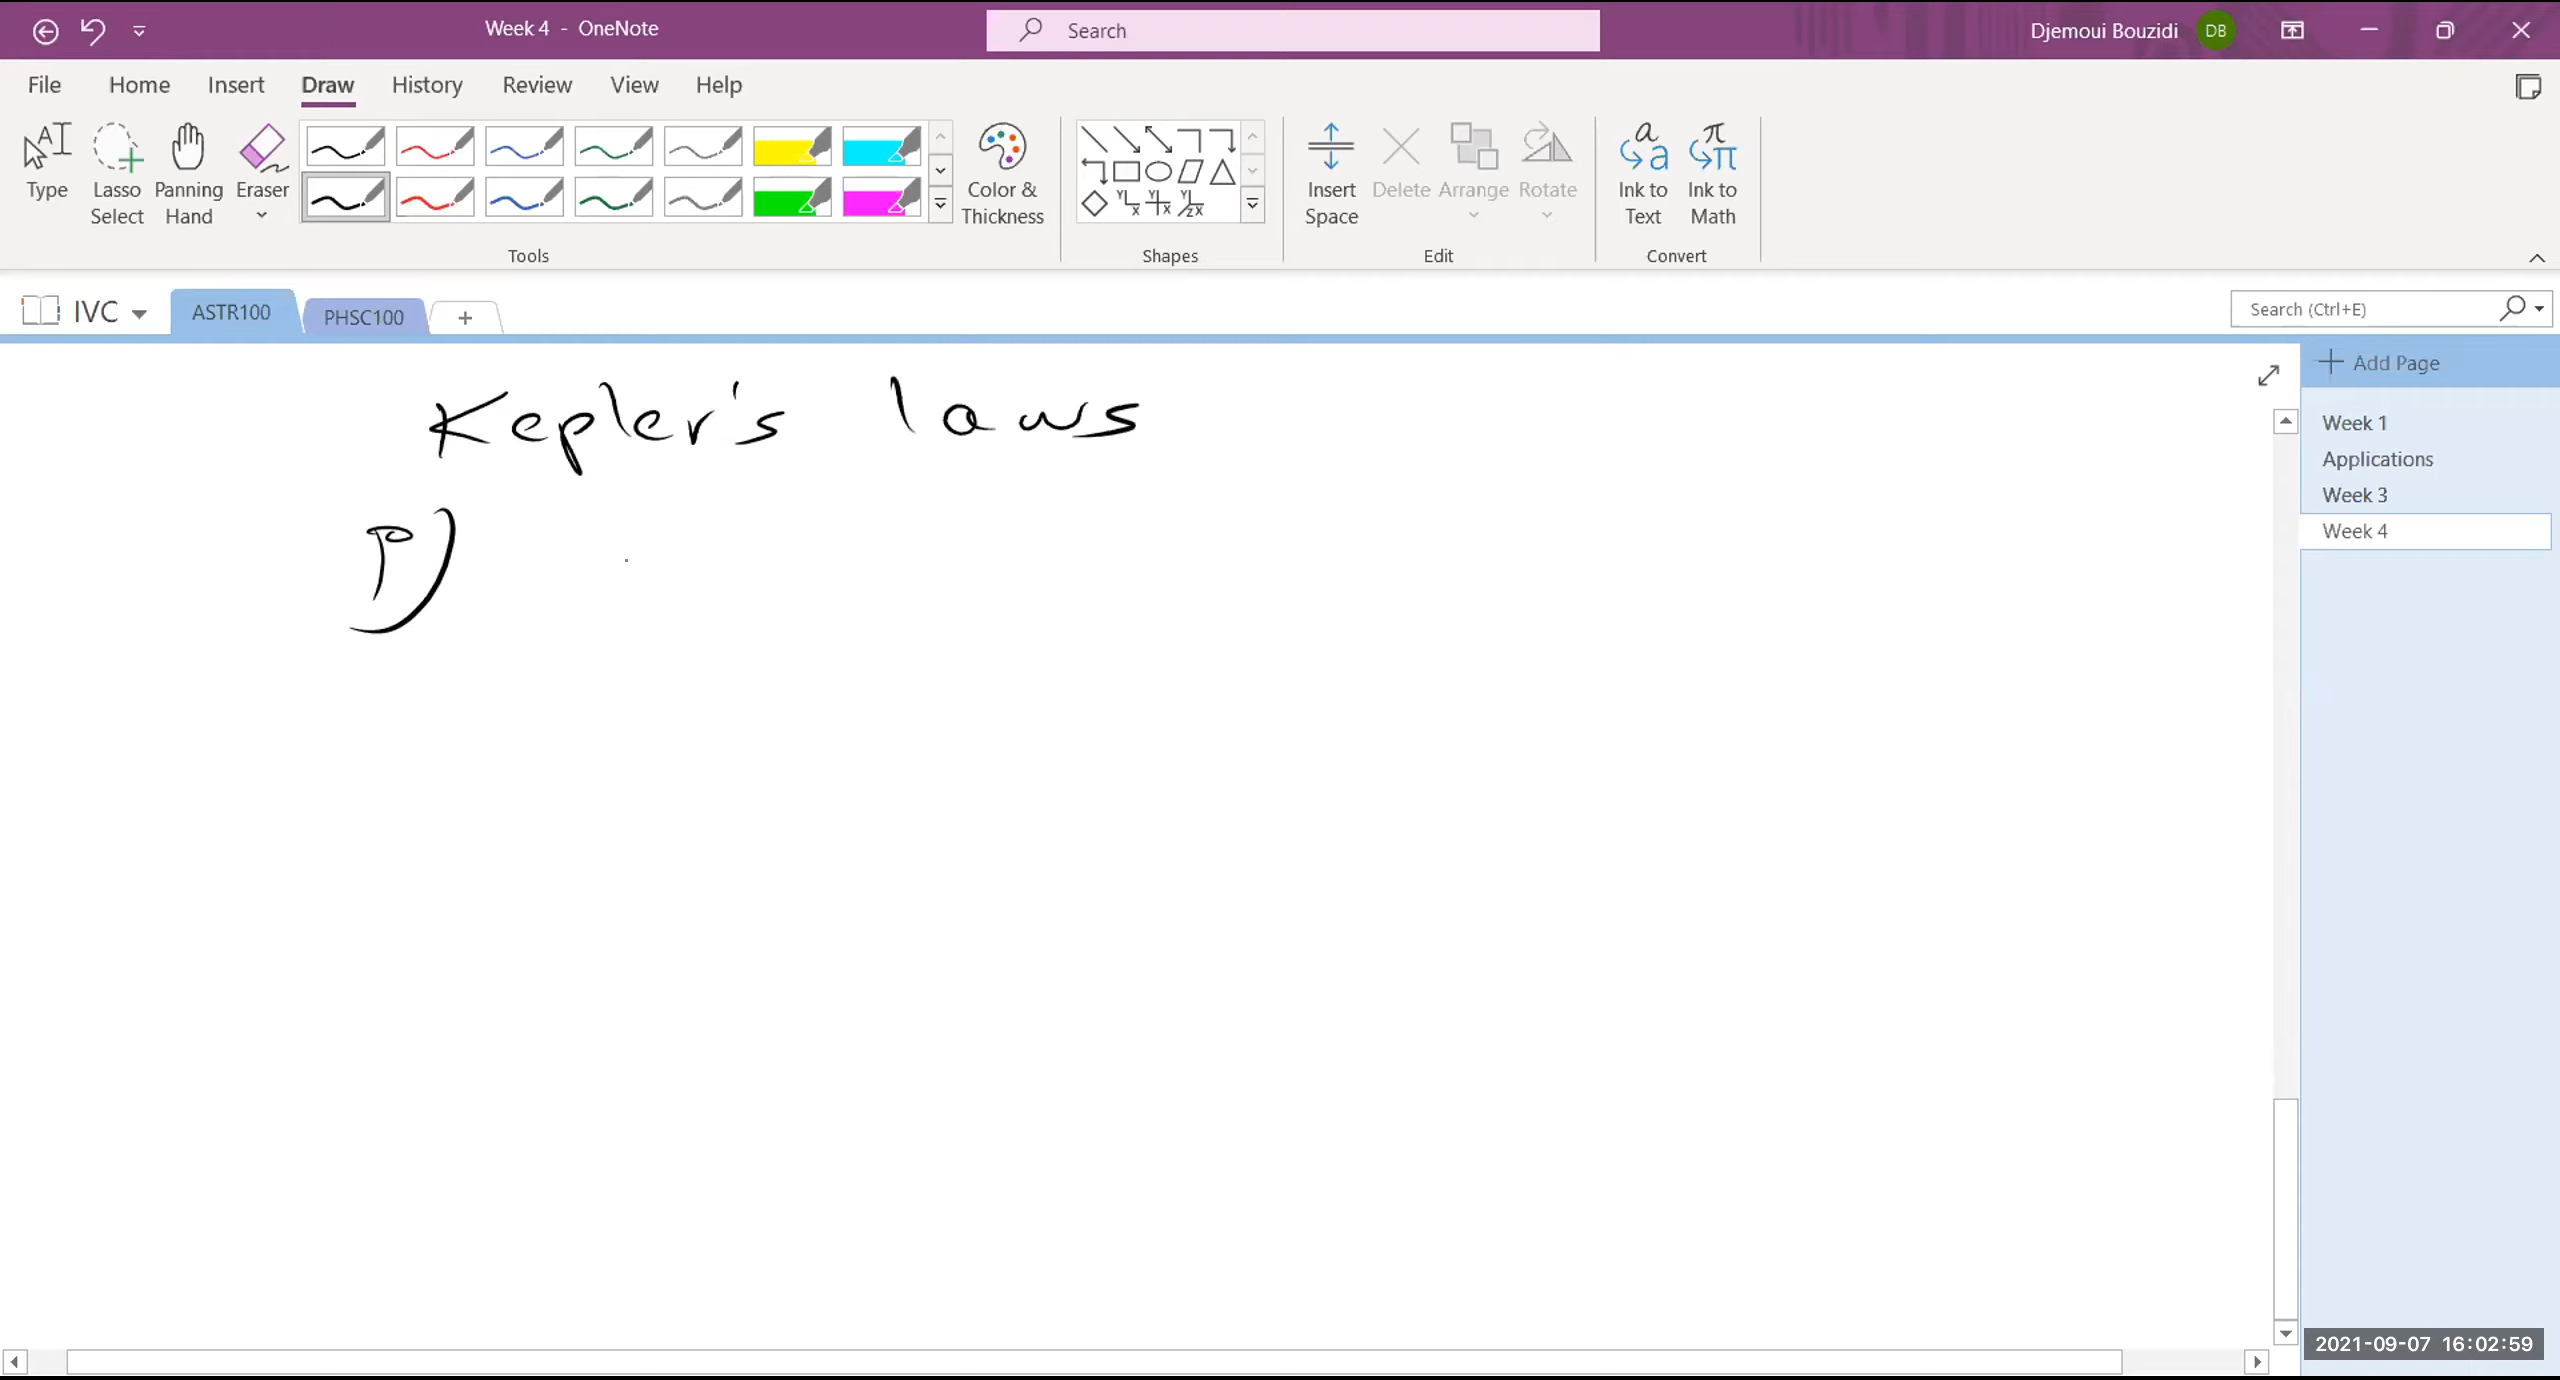 Week 4 - OneNote
Search
Djemoui Bouzidi DB
File Home Insert Draw History Review View Help
Type
Lasso Select
Panning Hand
Eraser
Color & Thickness
Insert Space
Delete
Arrange
Rotate
Ink to Text
Ink to Math
Tools
Shapes
Edit
Convert
IVC ASTR100 PHSC100 +
Search (Ctrl+E)
Add Page
Kepler's laws
Week 1
Applications
Week 3
Week 4
2021-09-07 16:02:59